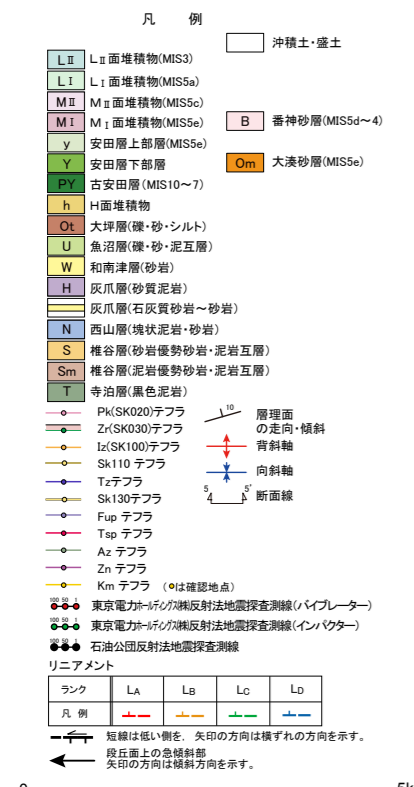 凡 例
沖積土・盛土
LⅡ LⅡ面堆積物(MIS3)
LⅠ LⅠ面堆積物(MIS5a)
MⅡ MⅡ面堆積物(MIS5c)
MⅠ MⅠ面堆積物(MIS5e)
B 番神砂層(MIS5d~4)
y 安田層上部層(MIS5e)
Y 安田層下部層
Om 大湊砂層(MIS5e)
PY 古安田層(MIS10~7)
h H面堆積物
Ot 大坪層(礫・砂・シルト)
U 魚沼層(礫・砂・泥互層)
W 和南津層(砂岩)
H 灰爪層(砂質泥岩)
灰爪層(石灰質砂岩~砂岩)
N 西山層(塊状泥岩・砂岩)
S 椎谷層(砂岩優勢砂岩・泥岩互層)
Sm 椎谷層(泥岩優勢砂岩・泥岩互層)
T 寺泊層(黒色泥岩)
Pk(SK020)テフラ
Zr(SK030)テフラ
Iz(SK100)テフラ
Sk110 テフラ
Tzテフラ
Sk130テフラ
Fup テフラ
Tsp テフラ
Az テフラ
Zn テフラ
Km テフラ (●は確認地点)
10 層理面
の走向・傾斜
背斜軸
向斜軸
5 5' 断面線
100 50 1 東京電力ホールディングス㈱反射法地震探査測線(バイブレーター)
100 50 1 東京電力ホールディングス㈱反射法地震探査測線(インパクター)
100 50 1 石油公団反射法地震探査測線
リニアメント
ランク LA LB LC LD
凡 例
短線は低い側を, 矢印の方向は横ずれの方向を示す。
段丘面上の急傾斜部
矢印の方向は傾斜方向を示す。